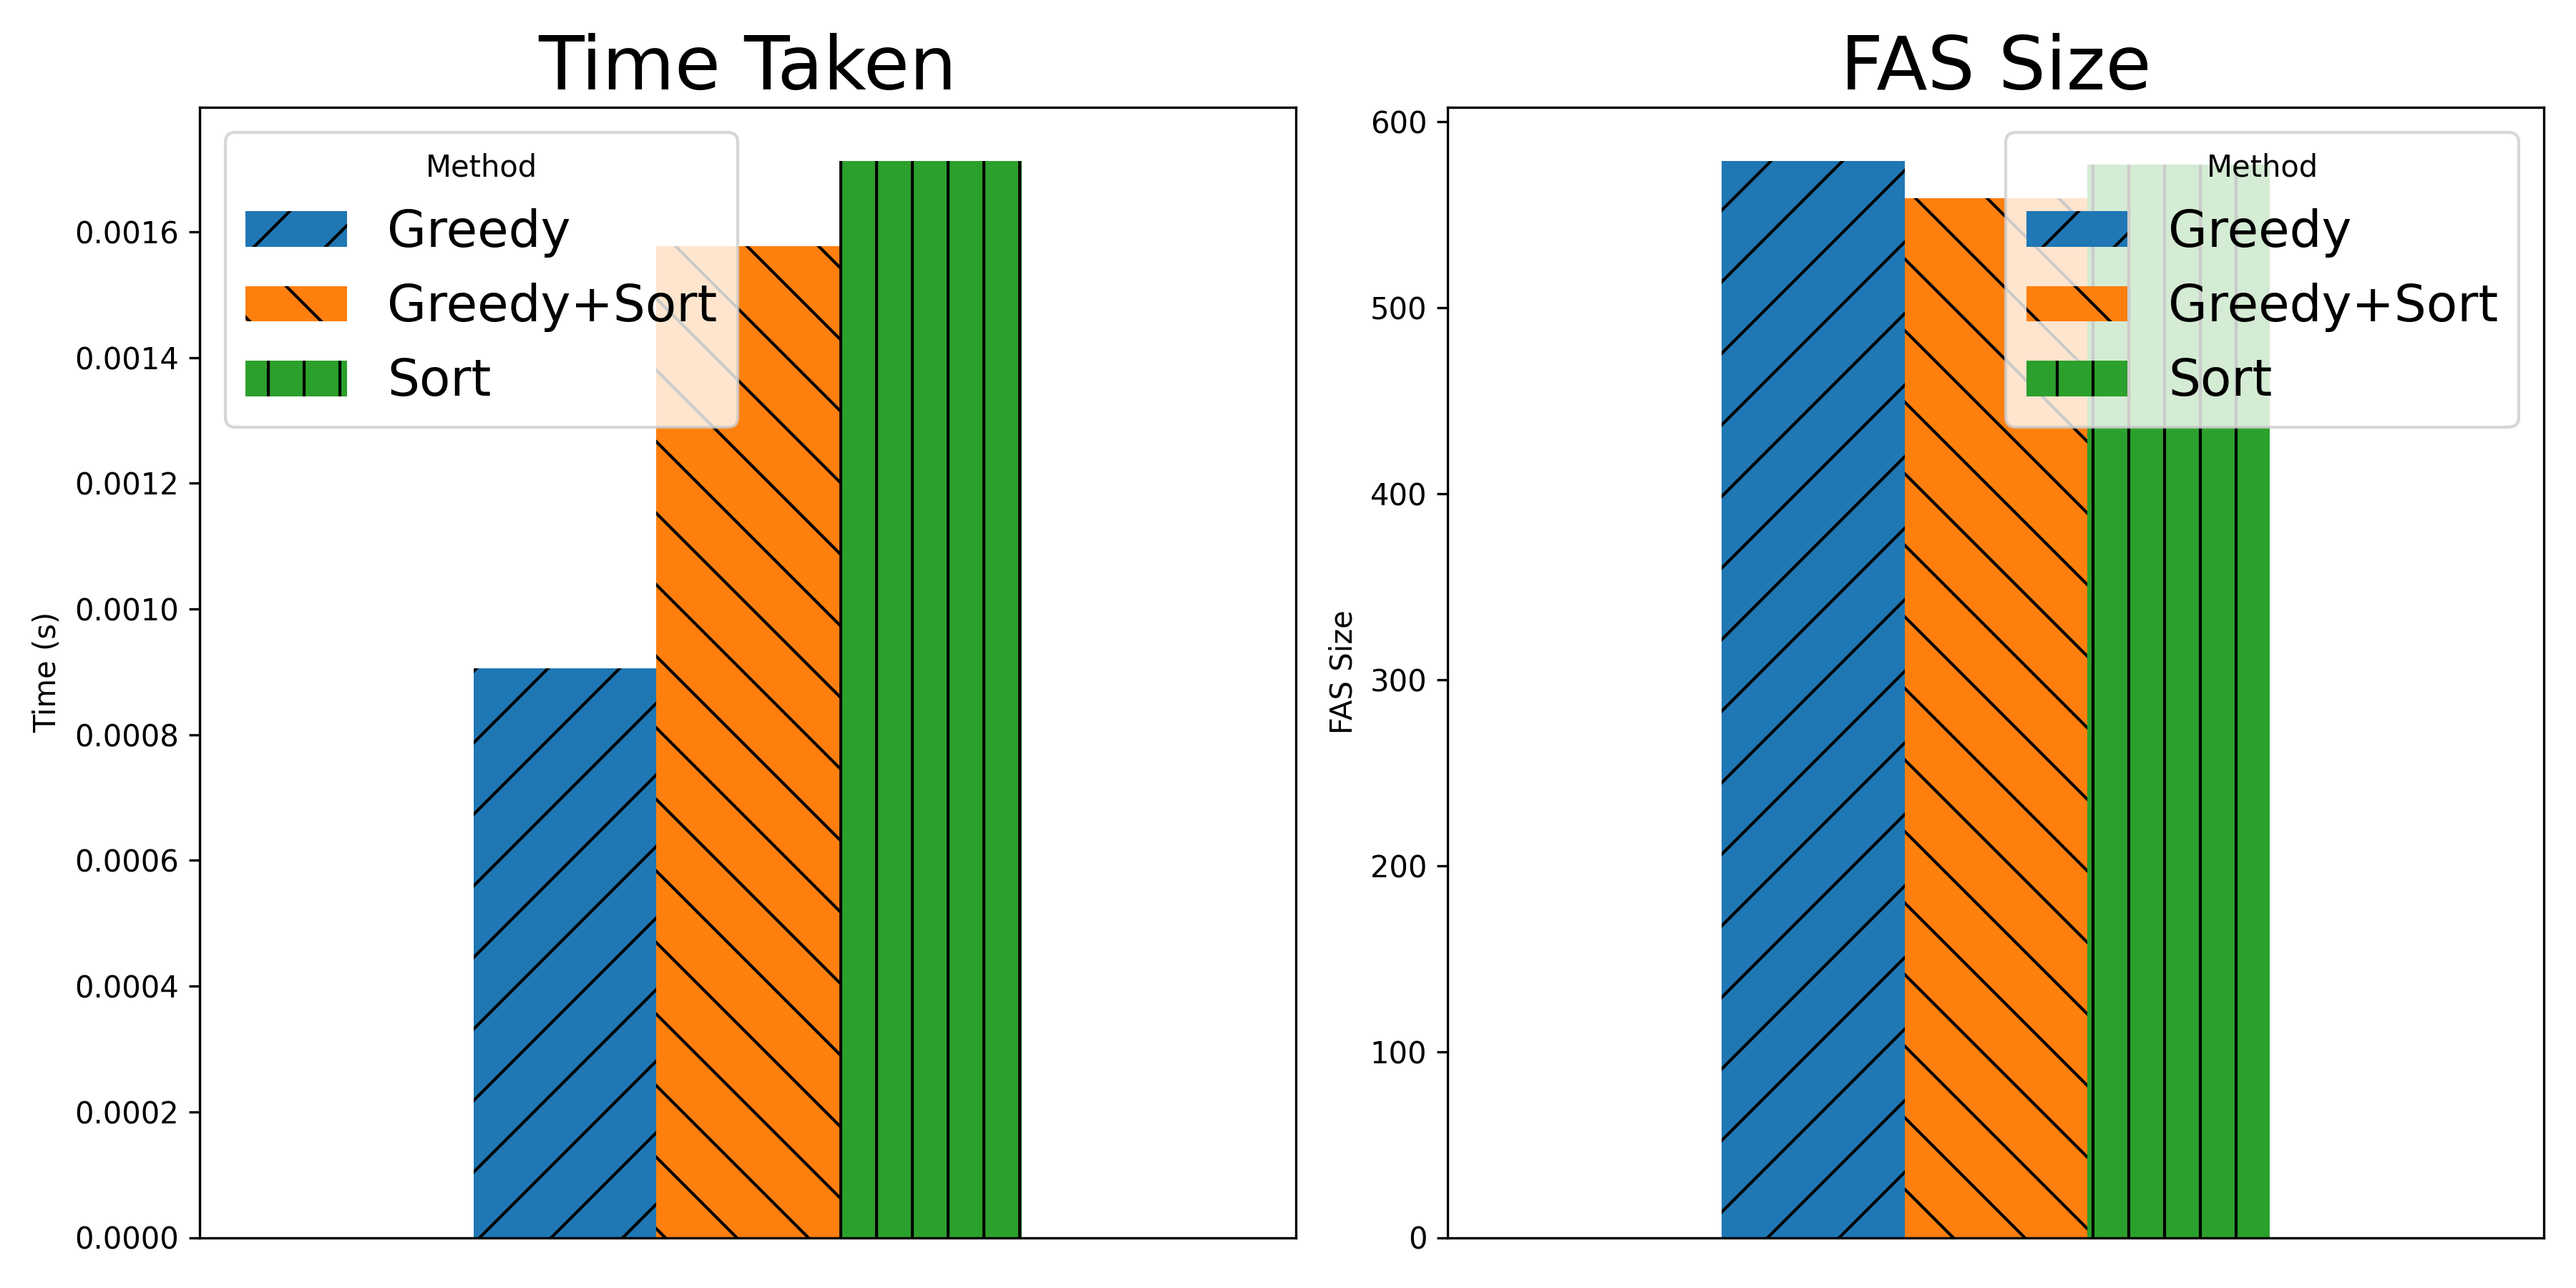 Time Taken
Method
Greedy
Greedy+Sort
Sort
0.0016
0.0014
0.0012
0.0010
0.0008
0.0006
0.0004
0.0002
0.0000
Time (s)
FAS Size
Method
Greedy
Greedy+Sort
Sort
600
500
400
300
200
100
0
FAS Size